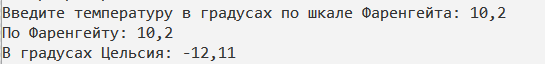 Введите температуру в градусах по шкале Фаренгейта: 10,2
По Фаренгейту: 10,2
В градусах Цельсия: -12,11